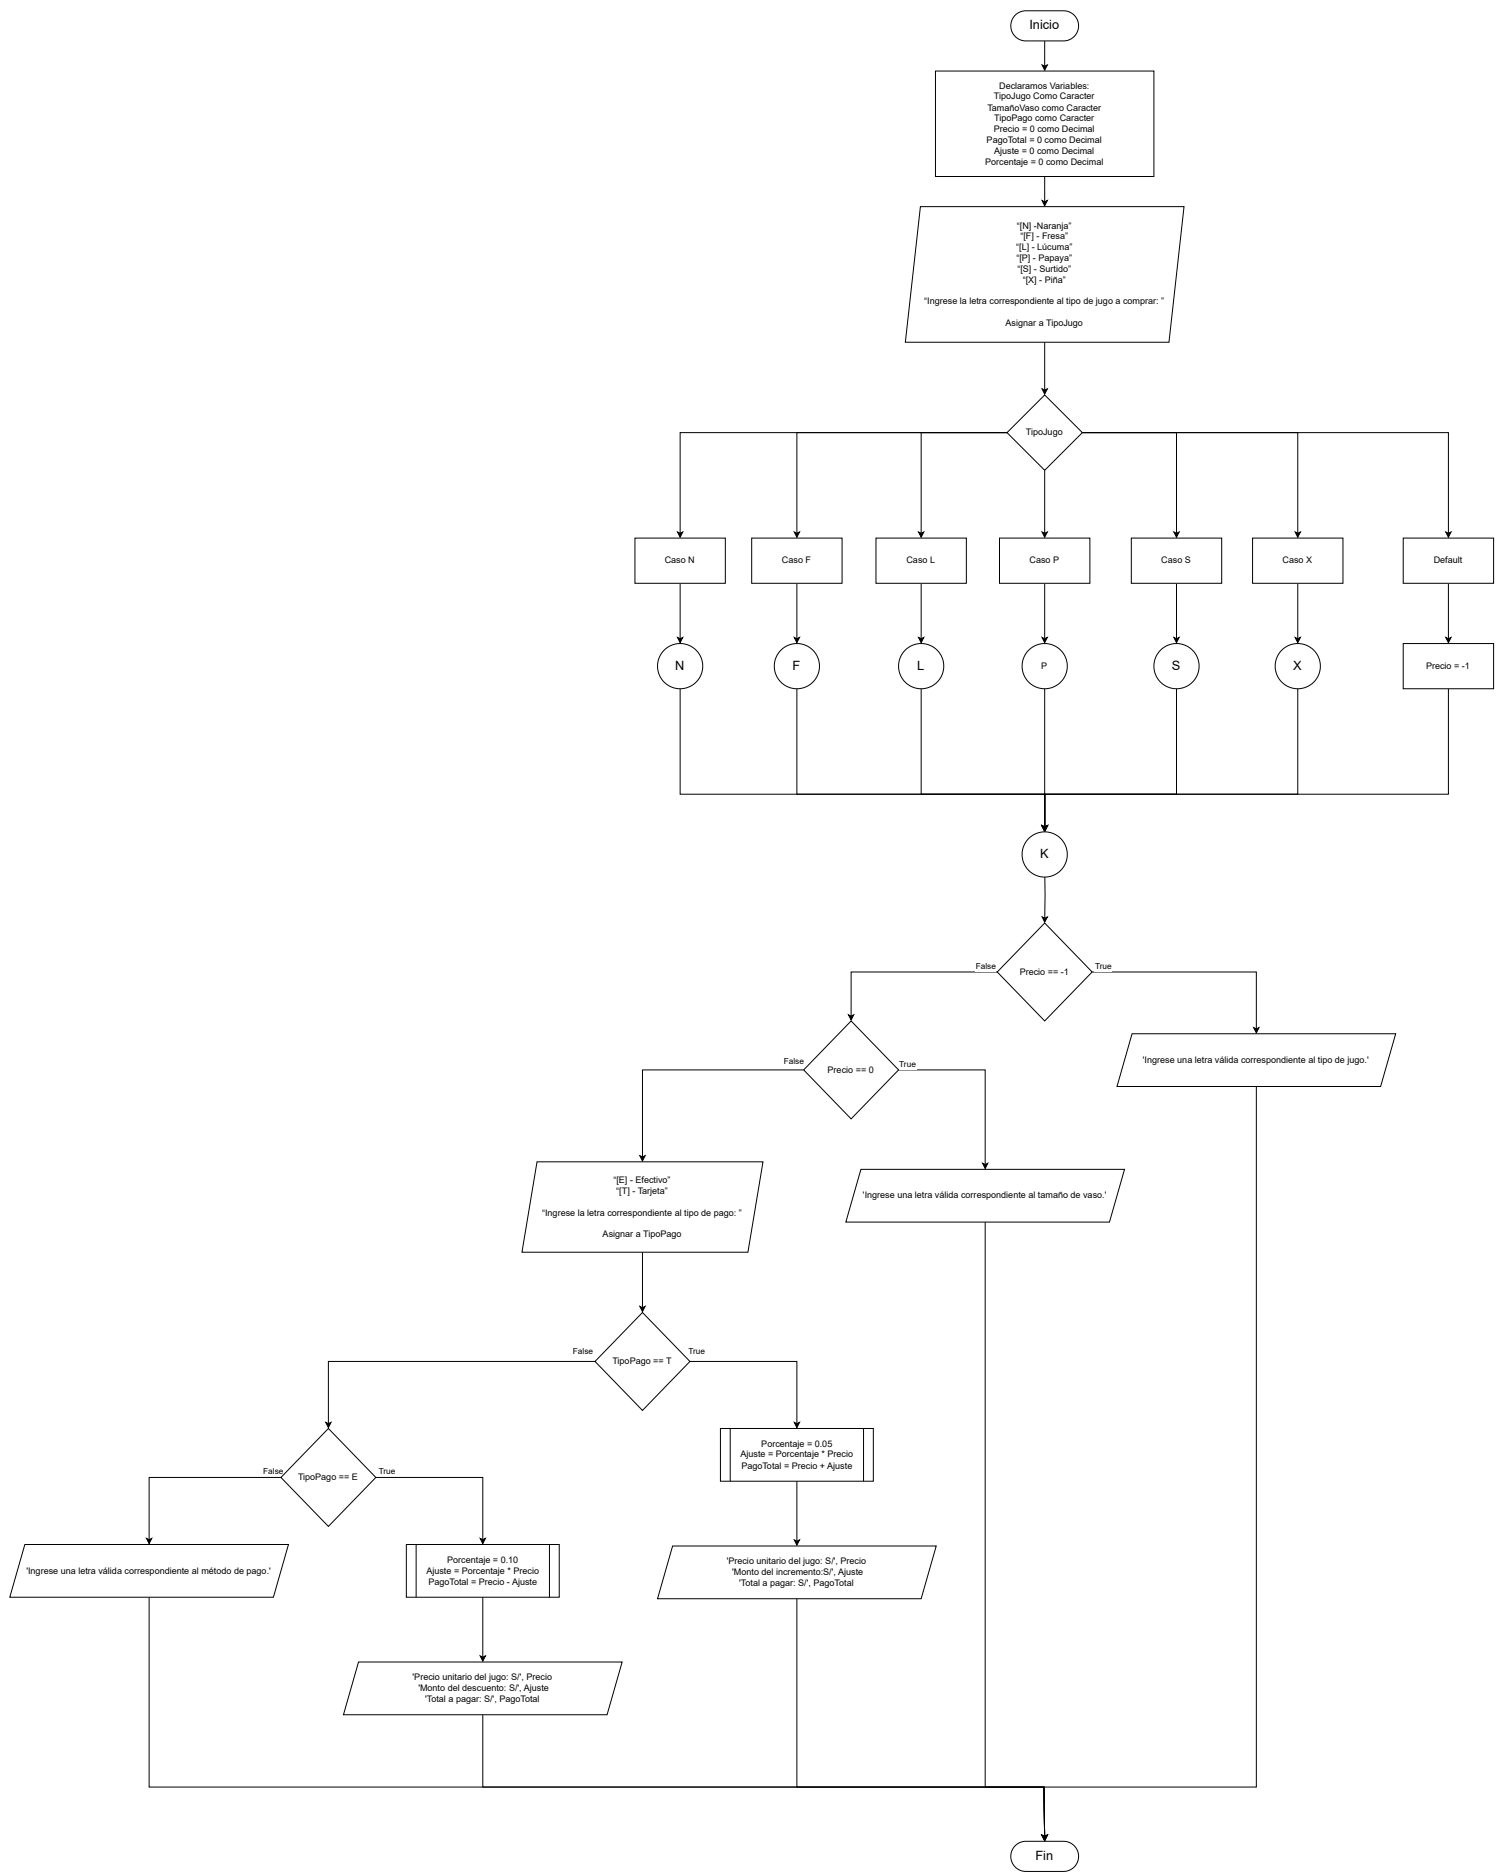 Inicio
Declaramos Variables:
TipoJugo Como Caracter
TamañoVaso como Caracter
TipoPago como Caracter
Precio = 0 como Decimal
PagoTotal = 0 como Decimal
Ajuste = 0 como Decimal
Porcentaje = 0 como Decimal
“[N] -Naranja”
“[F] - Fresa”
“[L] - Lúcuma”
“[P] - Papaya”
“[S] - Surtido”
“[X] - Piña”
“Ingrese la letra correspondiente al tipo de jugo a comprar: ”
Asignar a TipoJugo
TipoJugo
Caso N
Caso F
Caso L
Caso P
Caso S
Caso X
Default
N
F
L
P
S
X
Precio = -1
K
False
Precio == -1
True
'Ingrese una letra válida correspondiente al tipo de jugo.'
False
Precio == 0
True
“[E] - Efectivo”
“[T] - Tarjeta”
“Ingrese la letra correspondiente al tipo de pago: ”
Asignar a TipoPago
'Ingrese una letra válida correspondiente al tamaño de vaso.'
False
TipoPago == T
True
Porcentaje = 0.05
Ajuste = Porcentaje * Precio
PagoTotal = Precio + Ajuste
False
TipoPago == E
True
'Ingrese una letra válida correspondiente al método de pago.'
Porcentaje = 0.10
Ajuste = Porcentaje * Precio
PagoTotal = Precio - Ajuste
'Precio unitario del jugo: S/', Precio
'Monto del incremento:S/', Ajuste
'Total a pagar: S/', PagoTotal
'Precio unitario del jugo: S/', Precio
'Monto del descuento: S/', Ajuste
'Total a pagar: S/', PagoTotal
Fin